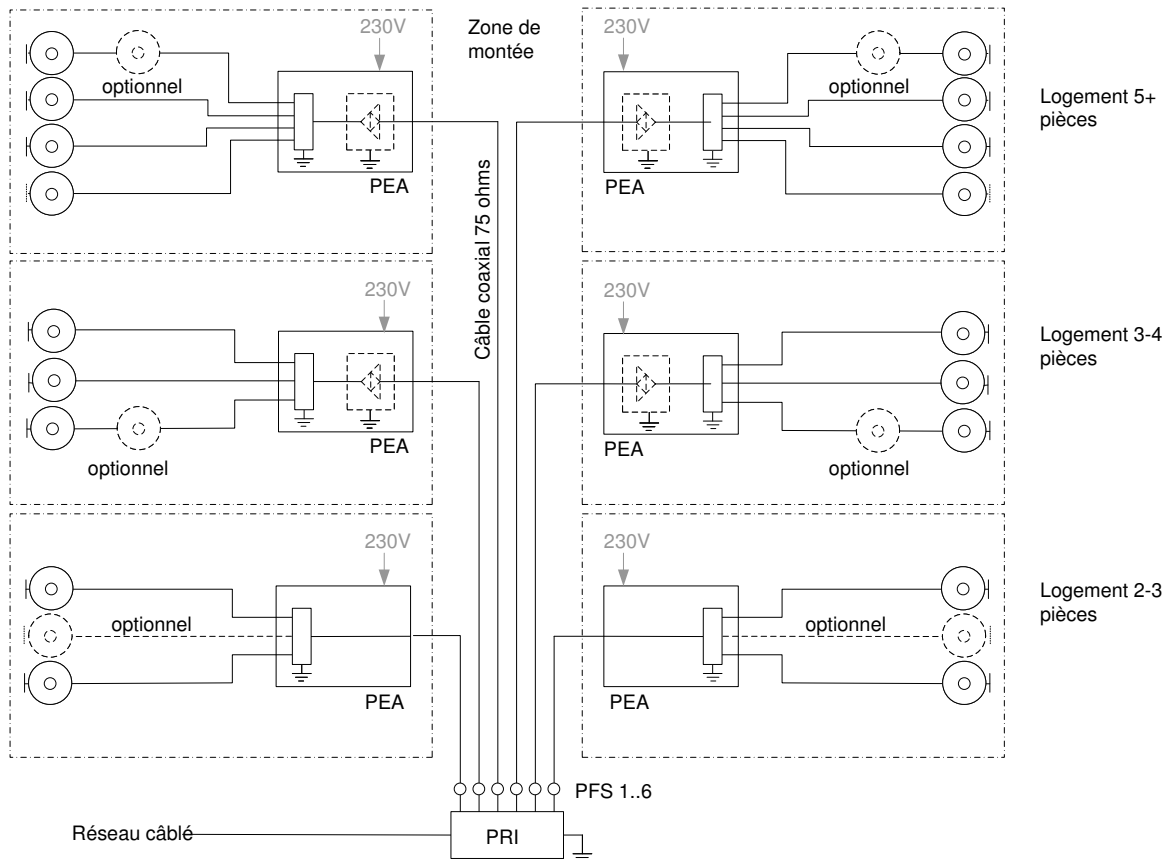 230V
Zone de
montée
230V
optionnel
optionnel
Logement 5+
pièces
PEA
PEA
Câble coaxial 75 ohms
230V
230V
Logement 3-4
pièces
PEA
PEA
optionnel
optionnel
230V
230V
Logement 2-3
pièces
optionnel
optionnel
PEA
PEA
PFS 1..6
Réseau câblé
PRI